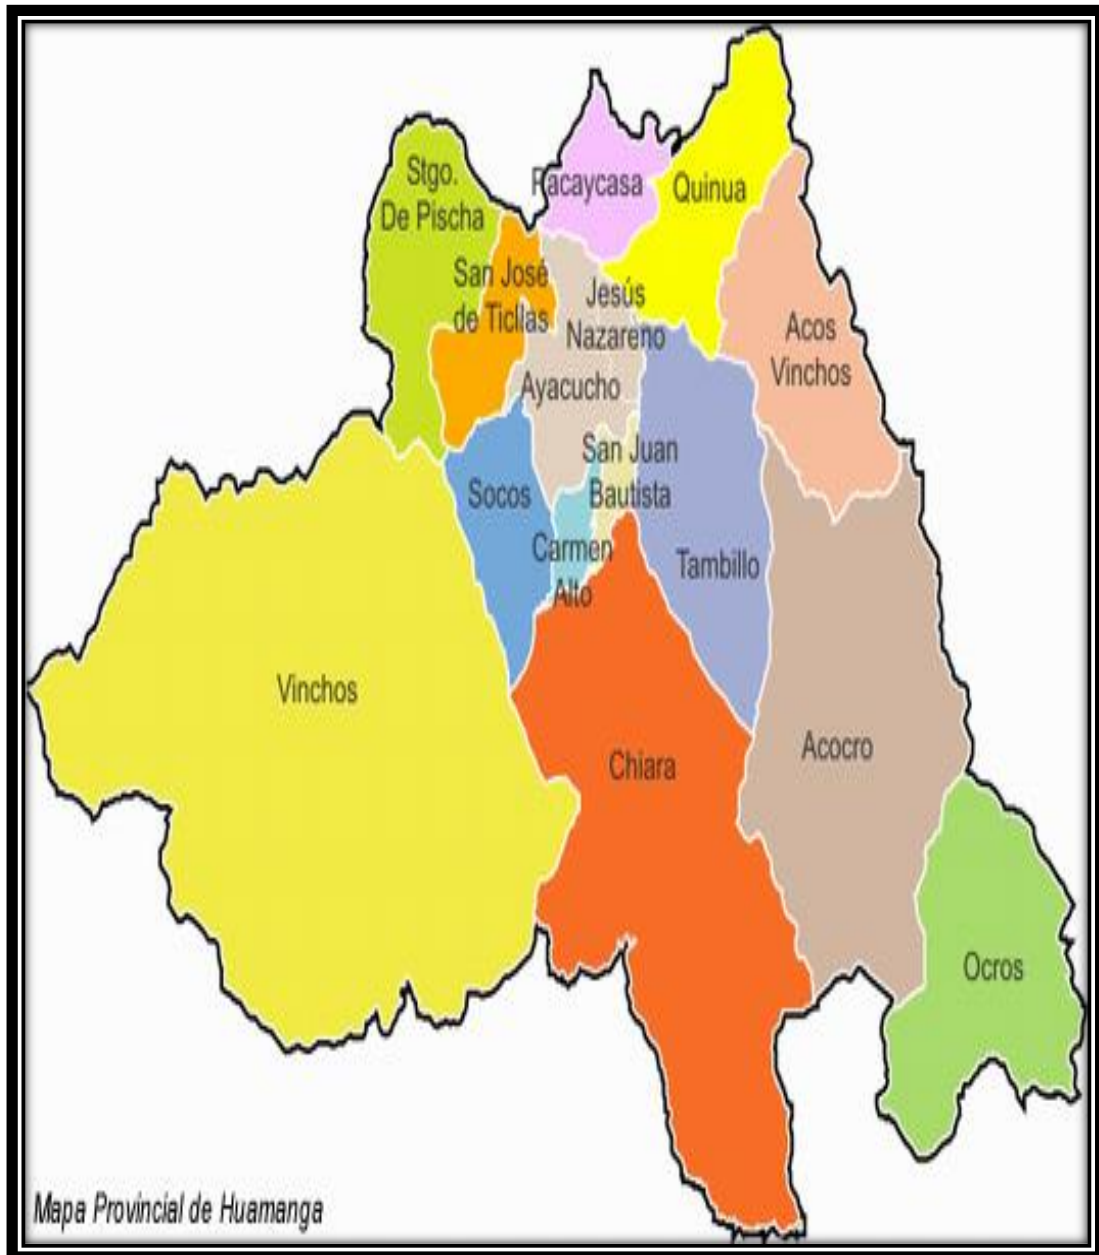 Stgo.
De Pischa
Pacaycasa
Quinua
San José
de Ticllas
Jesús
Nazareno
Acos
Vinchos
Ayacucho
San Juan
Bautista
Socos
Carmen
Alto
Tambillo
Vinchos
Chiara
Acocro
Ocros
Mapa Provincial de Huamanga